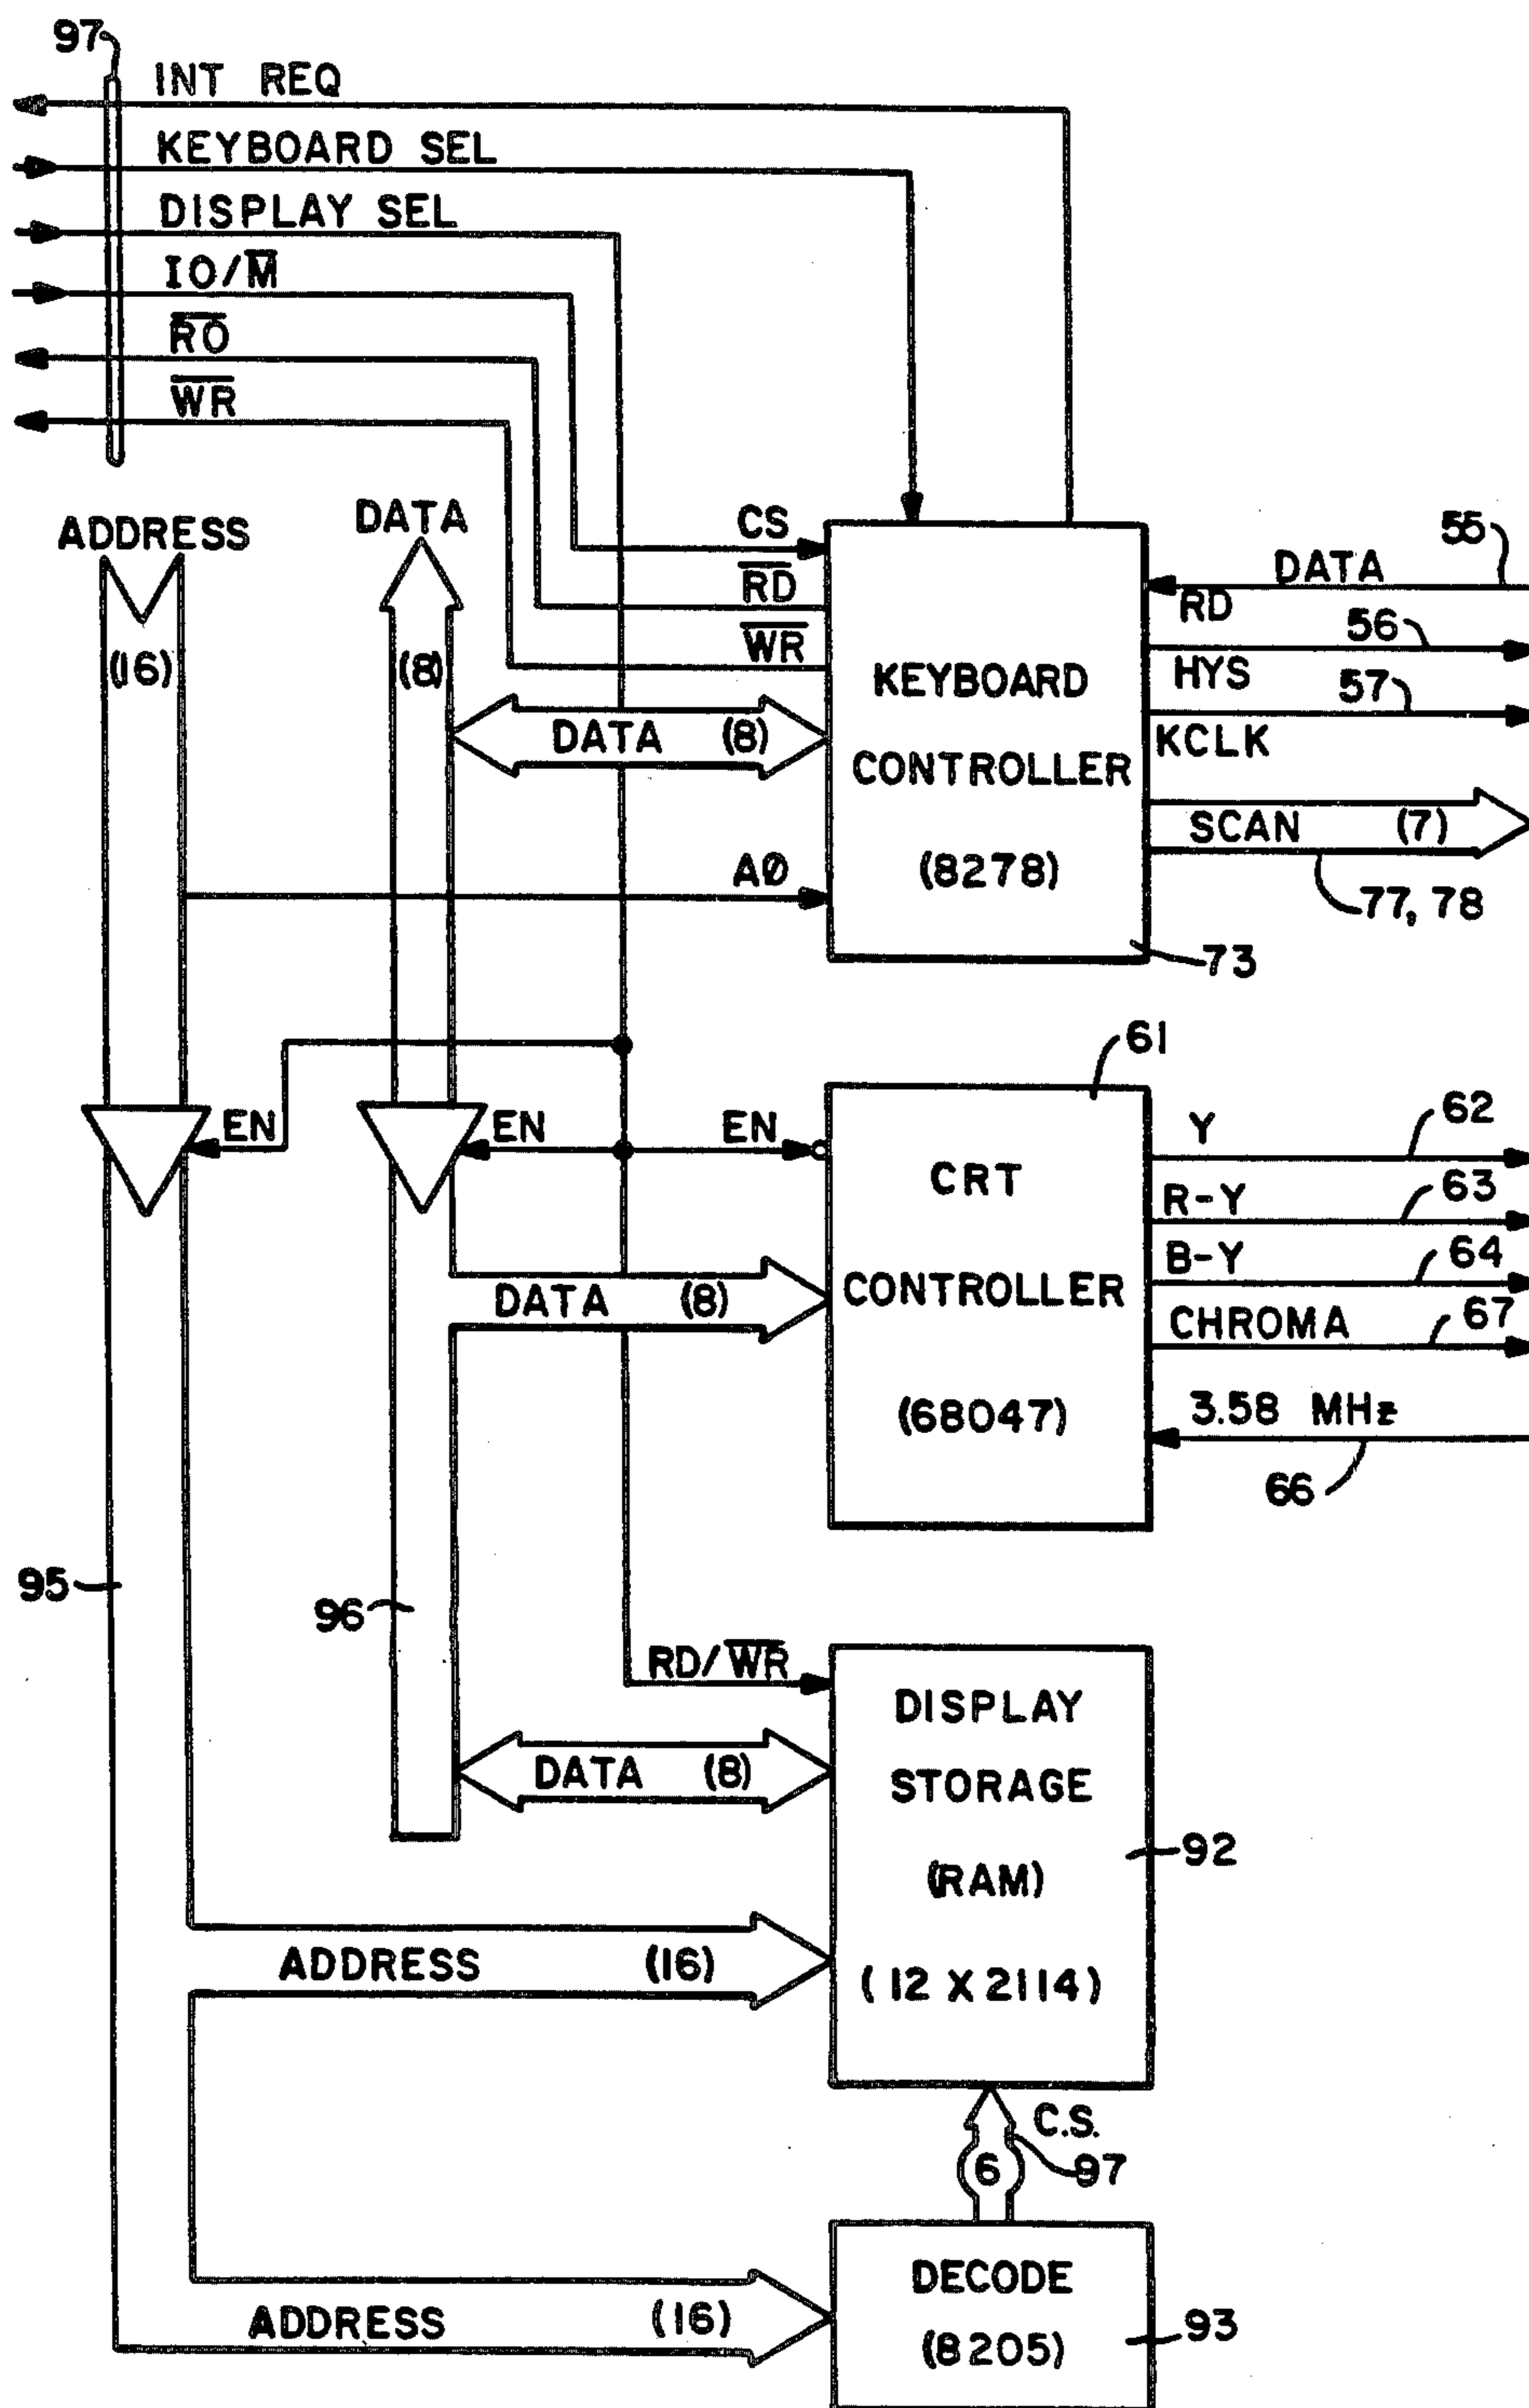 97
INT REQ
KEYBOARD SEL
DISPLAY SEL
IO/M̅
R̅O̅
W̅R̅
ADDRESS
(16)
DATA
(8)
CS
R̅D̅
W̅R̅
DATA (8)
AØ
KEYBOARD
CONTROLLER
(8278)
73
DATA
55
RD
56
HYS
57
KCLK
SCAN (7)
77, 78
EN
EN
EN
61
CRT
CONTROLLER
(68047)
Y
62
R-Y
63
B-Y
64
CHROMA
67
3.58 MHz
66
DATA (8)
95
96
RD/W̅R̅
DISPLAY
STORAGE
(RAM)
(12 X 2114)
92
DATA (8)
ADDRESS (16)
C.S.
6
97
DECODE
(8205)
93
ADDRESS (16)